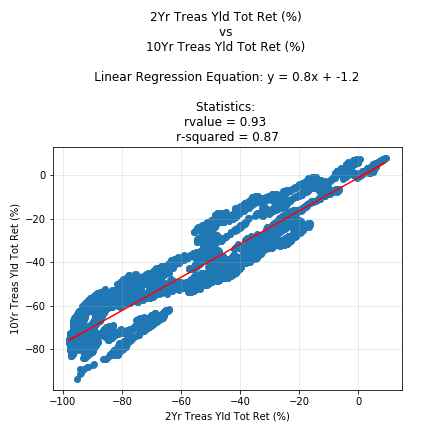 2Yr Treas Yld Tot Ret (%)
vs
10Yr Treas Yld Tot Ret (%)
Linear Regression Equation: y = 0.8x + -1.2
Statistics:
rvalue = 0.93
r-squared = 0.87
10Yr Treas Yld Tot Ret (%)
0
−20
−40
−60
−80
−100
−80
−60
−40
−20
0
2Yr Treas Yld Tot Ret (%)